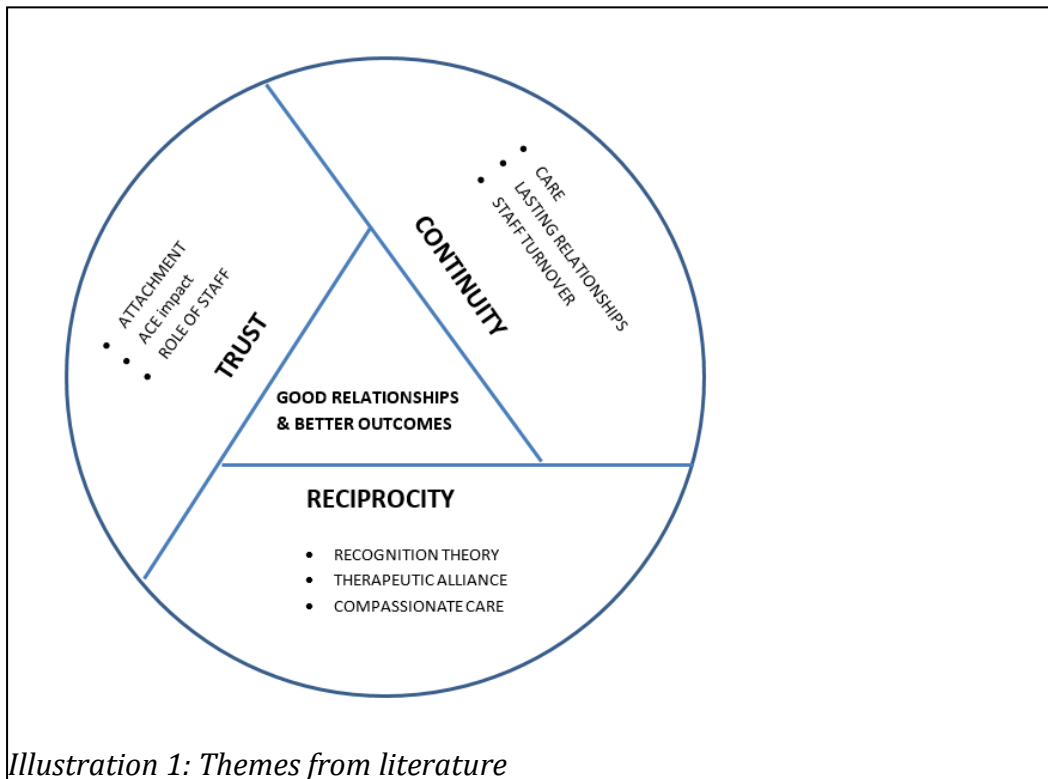 CONTINUITY
• CARE
• LASTING RELATIONSHIPS
• STAFF TURNOVER
• ATTACHMENT
• ACE impact
• ROLE OF STAFF
TRUST
GOOD RELATIONSHIPS
& BETTER OUTCOMES
RECIPROCITY
• RECOGNITION THEORY
• THERAPEUTIC ALLIANCE
• COMPASSIONATE CARE
Illustration 1: Themes from literature